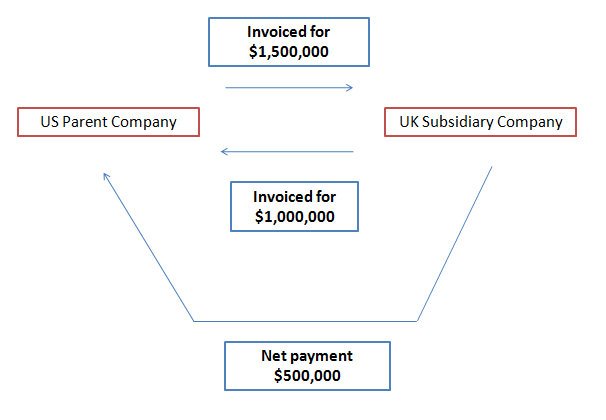 Invoiced for
$1,500,000
US Parent Company
UK Subsidiary Company
Invoiced for
$1,000,000
Net payment
$500,000